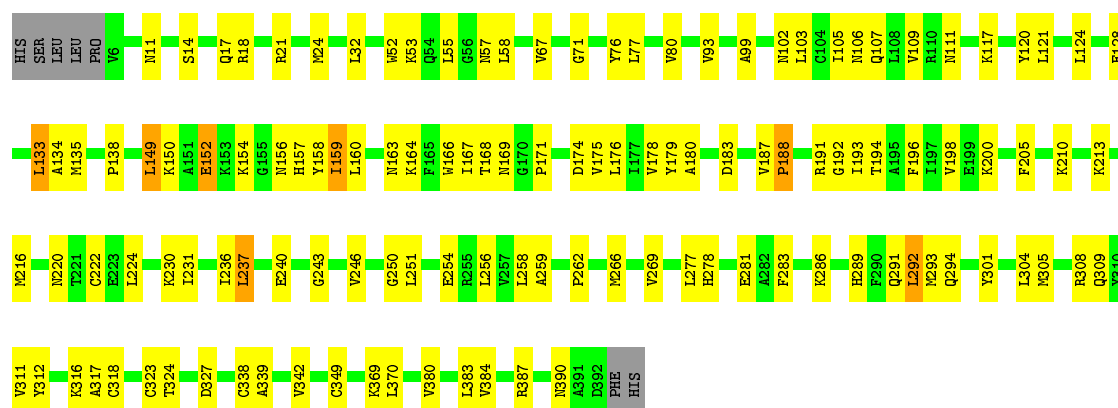 HIS SER LEU LEU PRO V6 N11 S14 Q17 R18 R21 M24 L32 W52 K53 Q54 L55 G56 N57 L58 V67 G71 Y76 L77 V80 V93 A99 N102 L103 C104 I105 N106 Q107 L108 V109 R110 N111 K117 Y120 L121 L124
L133 A134 M135 P138 L149 K150 A151 E152 K153 K154 G155 N156 H157 Y158 I159 L160 N163 K164 F165 W166 I167 T168 N169 G170 P171 D174 V175 L176 I177 V178 Y179 A180 D183 V187 P188 R191 G192 I193 T194 A195 F196 I197 V198 E199 K200 F205 K210 K213
M216 N220 T221 C222 E223 L224 K230 I231 I236 L237 E240 G243 V246 G250 L251 E254 R255 L256 V257 L258 A259 P262 M266 V269 L277 H278 E281 A282 F283 K286 H289 F290 Q291 L292 M293 Q294 Y301 L304 M305 R308 Q309 Y310
V311 Y312 K316 A317 C318 C323 T324 D327 C338 A339 V342 C349 K369 L370 V380 L383 V384 R387 N390 A391 D392 PHE HIS